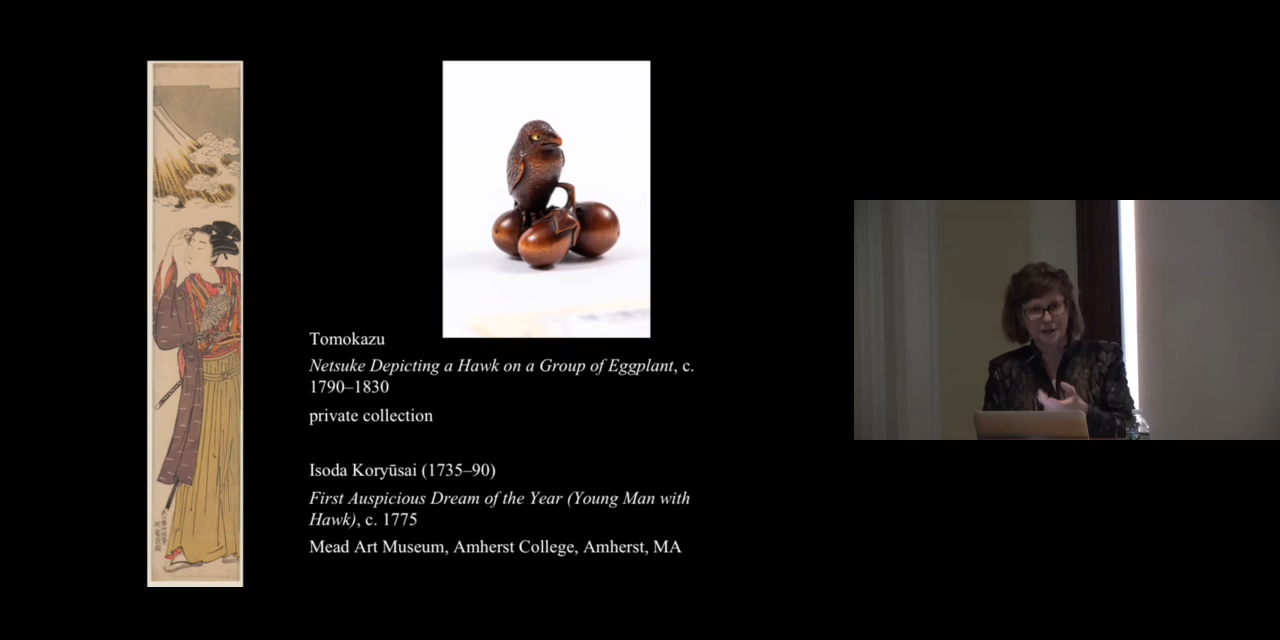 Tomokazu
Netsuke Depicting a Hawk on a Group of Eggplant, c.
1790–1830
private collection
Isoda Koryūsai (1735–90)
First Auspicious Dream of the Year (Young Man with
Hawk), c. 1775
Mead Art Museum, Amherst College, Amherst, MA